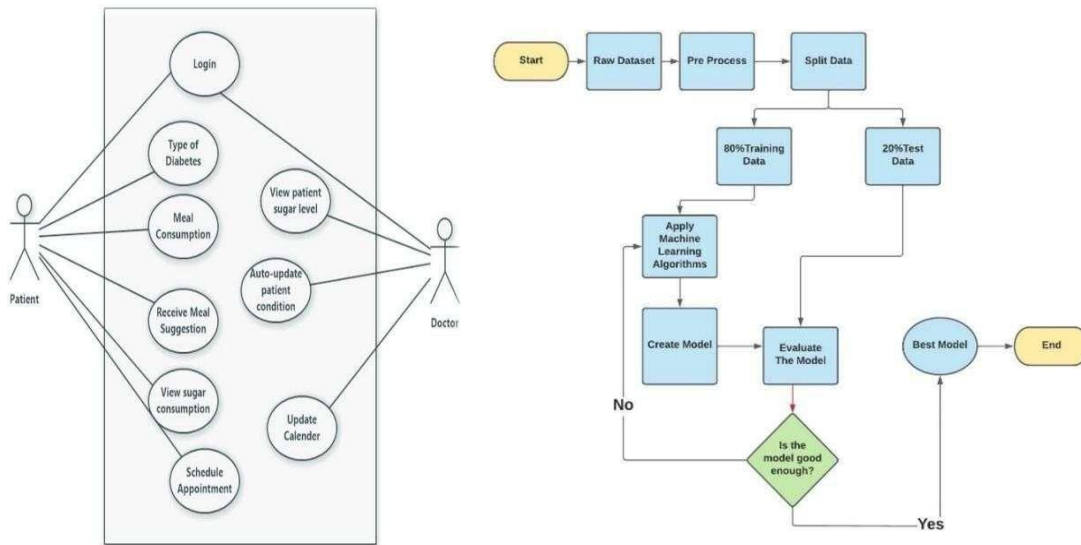 Login
Type of
Diabetes
Meal
Consumption
Receive Meal
Suggestion
View sugar
consumption
Schedule
Appointment
View patient
sugar level
Auto-update
patient
condition
Update
Calender
Patient
Doctor
Start
Raw Dataset
Pre Process
Split Data
80%Training
Data
20%Test
Data
Apply
Machine
Learning
Algorithms
Create Model
Evaluate
The Model
Best Model
End
No
Is the
model good
enough?
Yes